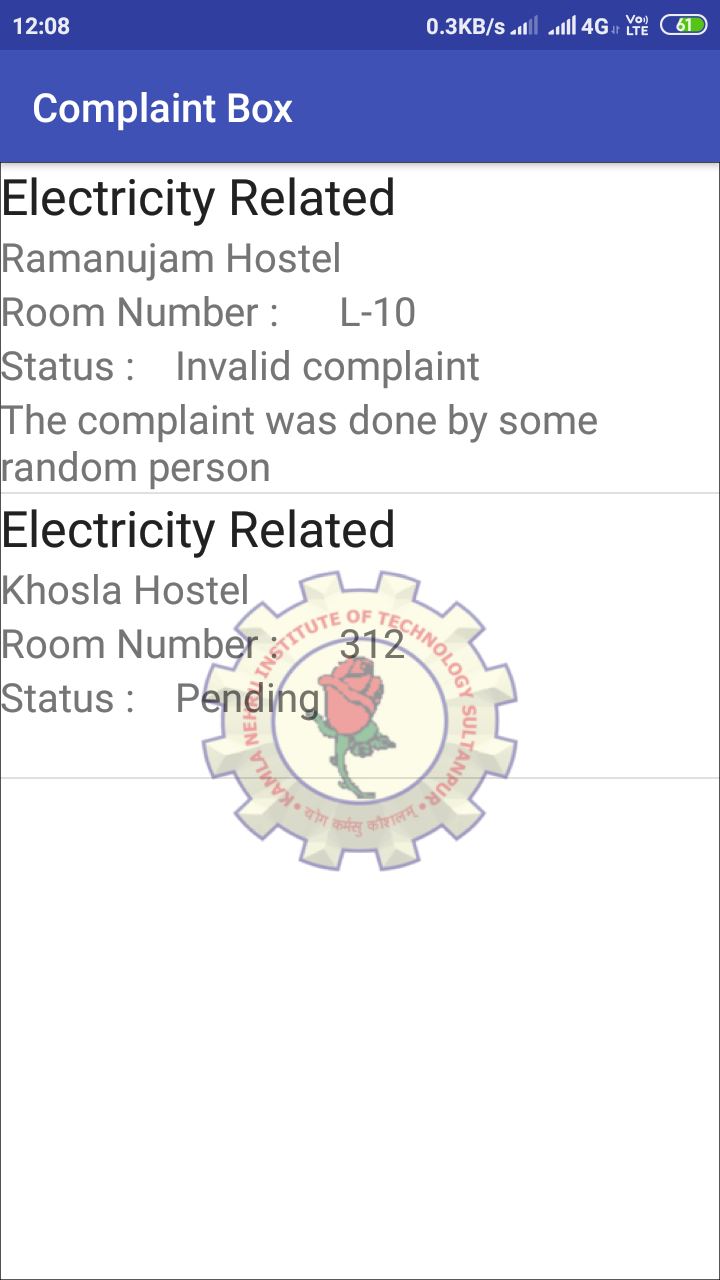 12:08 0.3KB/s 4G Vo) LTE 61
Complaint Box
Electricity Related
Ramanujam Hostel
Room Number : L-10
Status : Invalid complaint
The complaint was done by some
random person
Electricity Related
Khosla Hostel
Room Number : 312
Status : Pending
KAMLA NEHRU INSTITUTE OF TECHNOLOGY SULTANPUR
• योग कर्मसु कौशलम् •